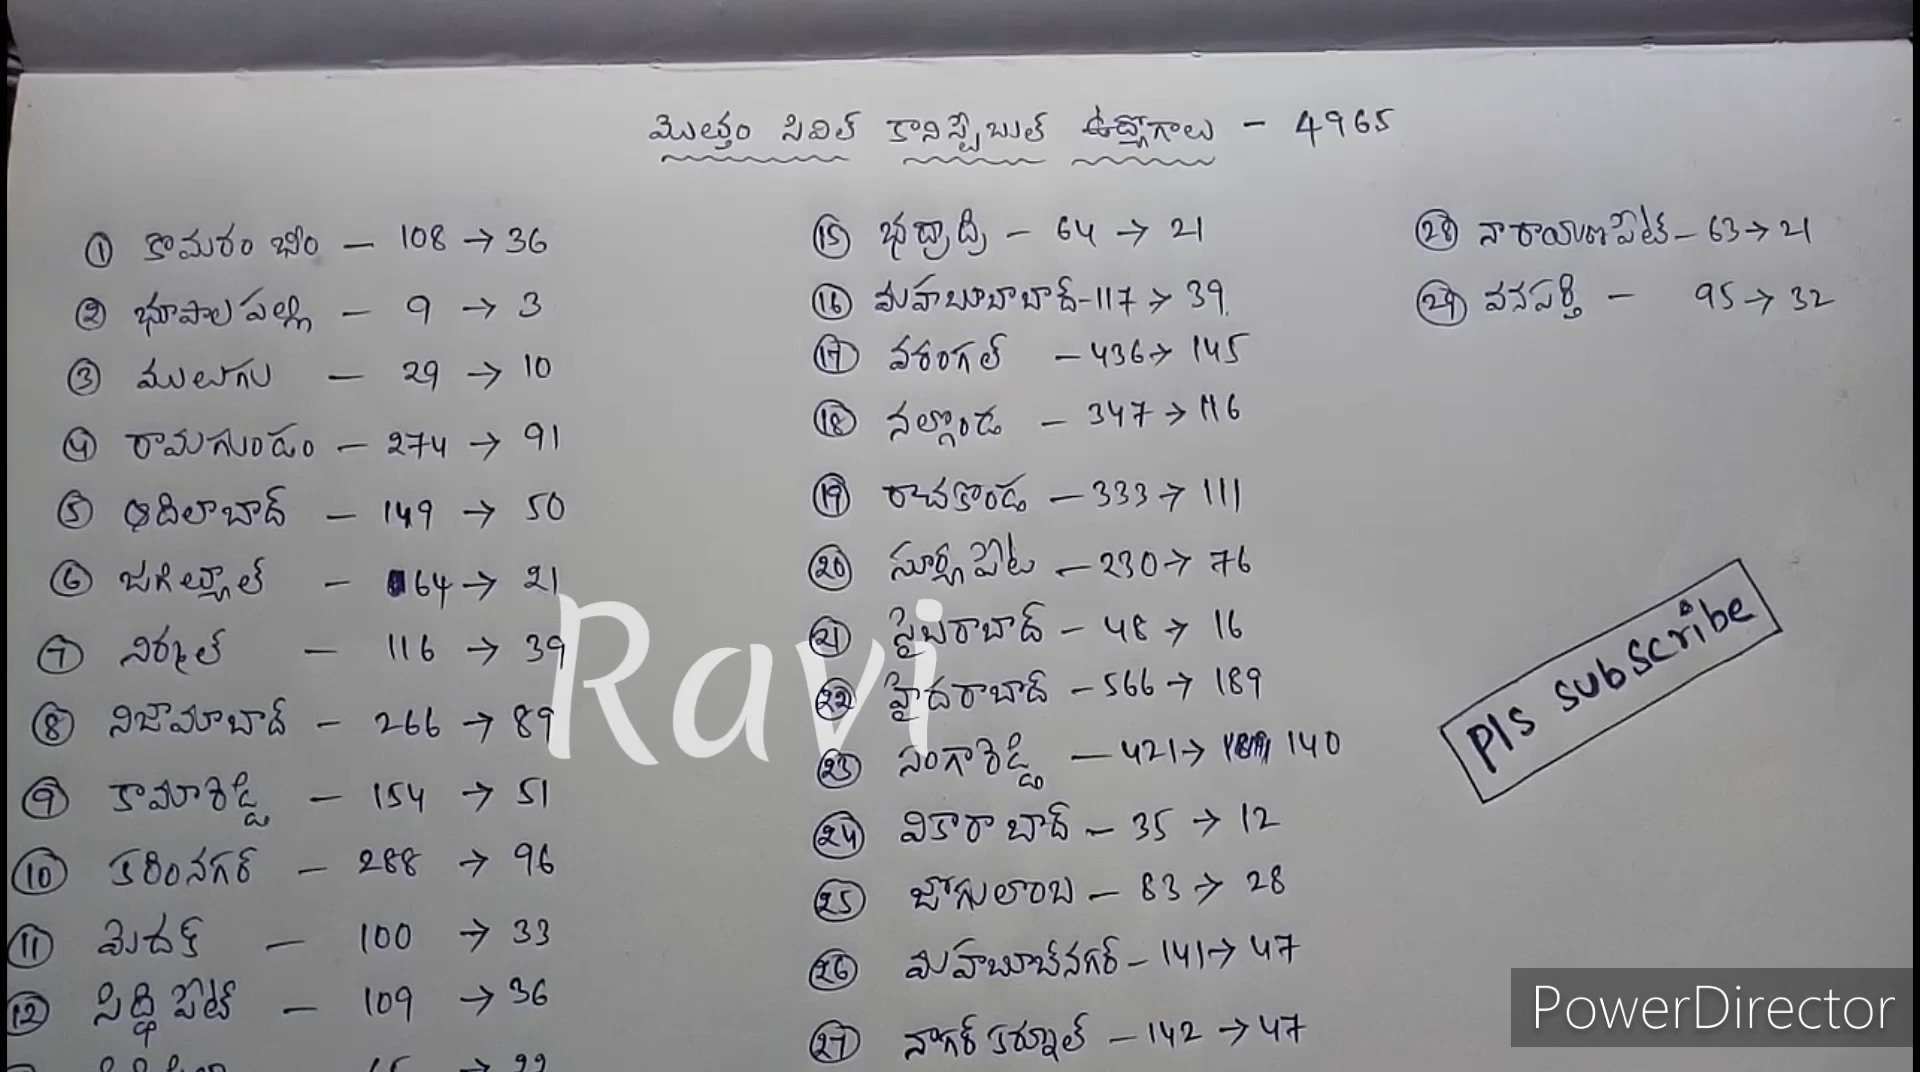 మొత్తం సివిల్ కానిస్టేబుల్ ఉద్యోగాలు - 4965
① కొమరం భీం - 108 → 36
② భూపాలపల్లి - 9 → 3
③ ములుగు - 29 → 10
④ రామగుండం - 274 → 91
⑤ ఆదిలాబాద్ - 149 → 50
⑥ జగిత్యాల్ - 64 → 21
⑦ నిర్మల్ - 116 → 39
⑧ నిజామాబాద్ - 266 → 89
⑨ కామారెడ్డి - 154 → 51
⑩ కరీంనగర్ - 288 → 96
⑪ మెదక్ - 100 → 33
⑫ సిద్ధిపేట్ - 109 → 36
⑮ భద్రాద్రి - 64 → 21
⑯ మహబూబాబాద్ - 117 → 39
⑰ వరంగల్ - 436 → 145
⑱ నల్గొండ - 347 → 116
⑲ రాచకొండ - 333 → 111
⑳ సూర్యాపేట - 230 → 76
㉑ సైబరాబాద్ - 48 → 16
㉒ హైదరాబాద్ - 566 → 189
㉓ సంగారెడ్డి - 421 → 140
㉔ వికారాబాద్ - 35 → 12
㉕ జోగులాంబ - 83 → 28
㉖ మహబూబ్‌నగర్ - 141 → 47
㉗ నాగర్ కర్నూల్ - 142 → 47
㉘ నారాయణపేట్ - 63 → 21
㉙ వనపర్తి - 95 → 32
Pls subscribe
Ravi
PowerDirector